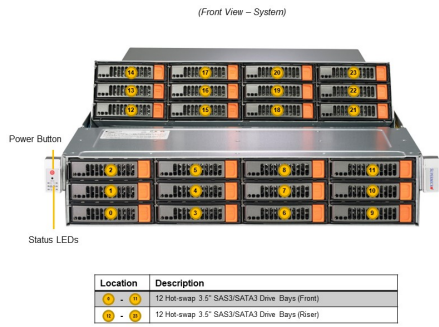 (Front View – System)
14 17 20 23
13 16 19 22
12 15 18 21
Power Button
2 5 8 11
1 4 7 10
0 3 6 9
Status LEDs
Location Description
0 - 11 12 Hot-swap 3.5" SAS3/SATA3 Drive Bays (Front)
12 - 23 12 Hot-swap 3.5" SAS3/SATA3 Drive Bays (Riser)